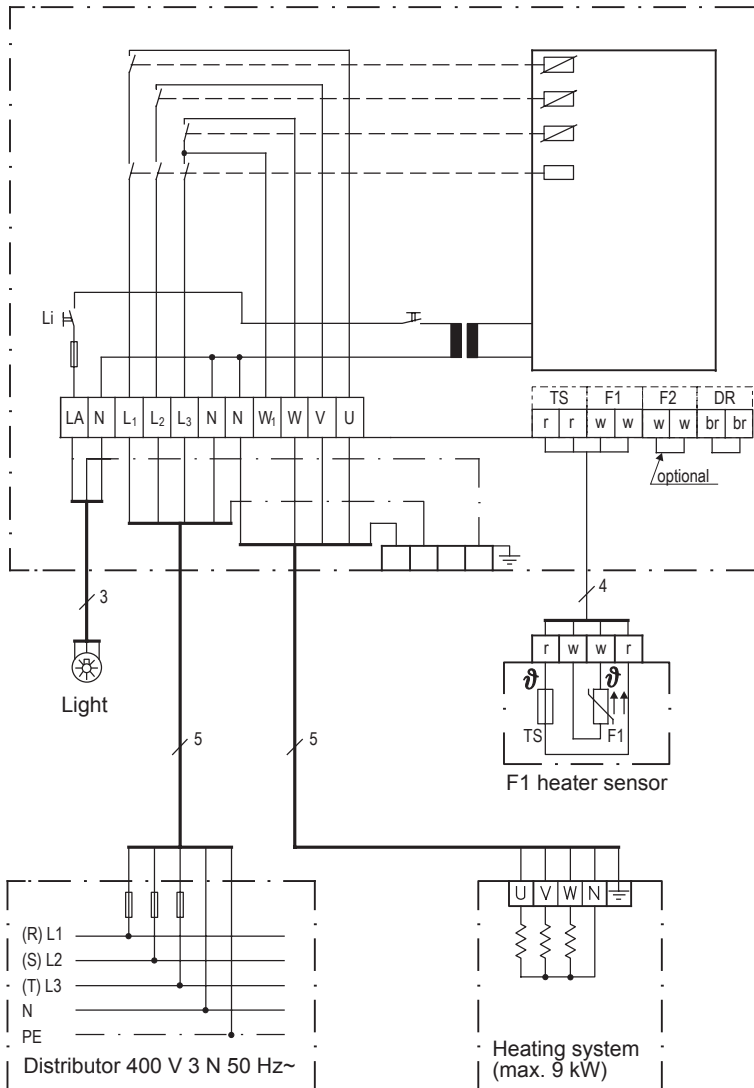 Li
TS F1 F2 DR
LA N L1 L2 L3 N N W1 W V U
r r w w w w br br
optional
3
4
Light
r w w r
ϑ ϑ
TS F1
5 5
F1 heater sensor
U V W N
(R) L1
(S) L2
(T) L3
N
PE
Distributor 400 V 3 N 50 Hz~
Heating system
(max. 9 kW)